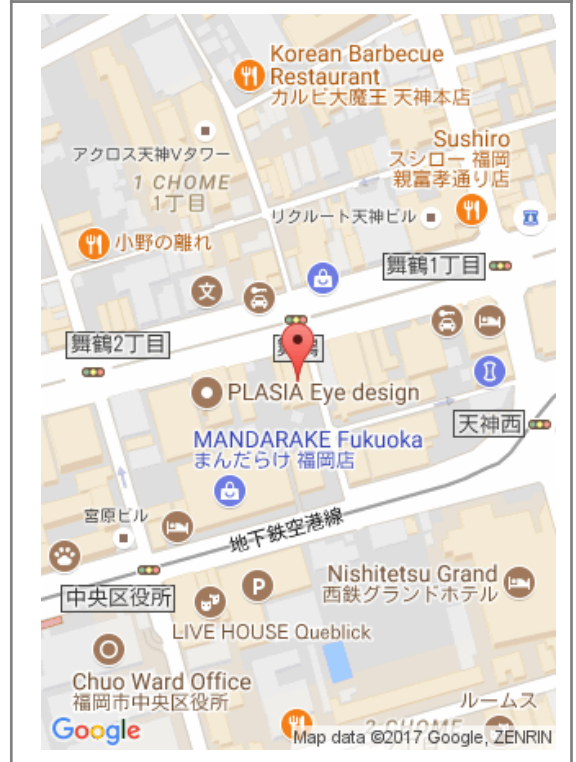 Korean Barbecue
Restaurant
カルビ大魔王 天神本店
アクロス天神Vタワー
1 CHOME
1丁目
Sushiro
スシロー 福岡
親富孝通り店
リクルート天神ビル
小野の離れ
文
舞鶴1丁目
舞鶴2丁目
PLASIA Eye design
天神西
MANDARAKE Fukuoka
まんだらけ 福岡店
宮原ビル
地下鉄空港線
P
Nishitetsu Grand
西鉄グランドホテル
中央区役所
LIVE HOUSE Queblick
Chuo Ward Office
福岡市中央区役所
ルームス
Google
Map data ©2017 Google, ZENRIN